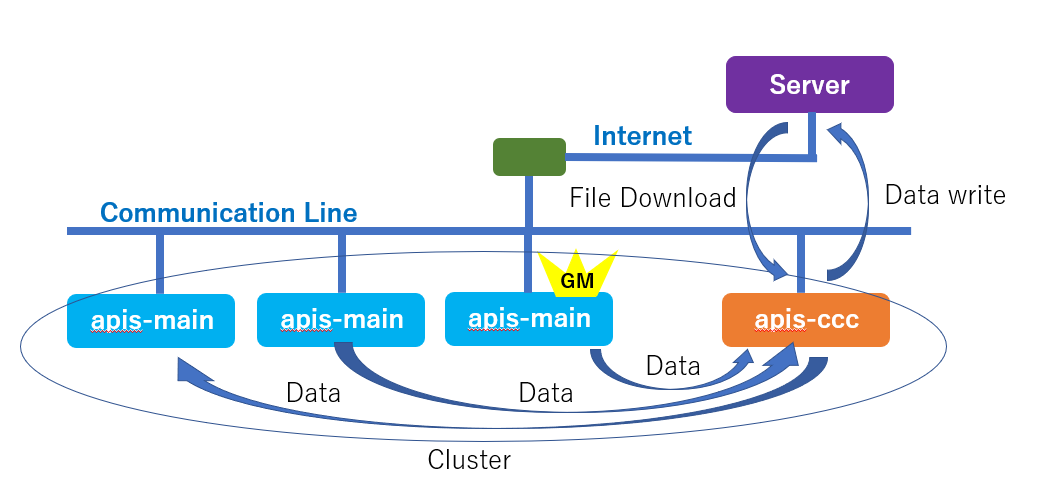 Server
Internet
File Download
Data write
Communication Line
GM
apis-main
apis-main
apis-main
apis-ccc
Data
Data
Data
Cluster